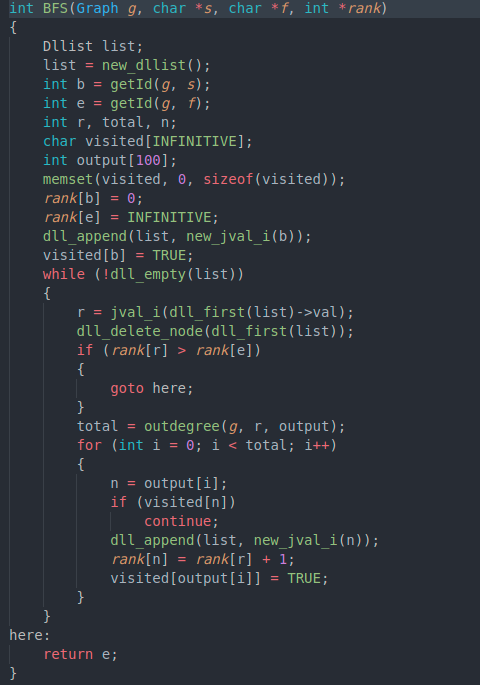 int BFS(Graph g, char *s, char *f, int *rank)
{
    Dllist list;
    list = new_dllist();
    int b = getId(g, s);
    int e = getId(g, f);
    int r, total, n;
    char visited[INFINITIVE];
    int output[100];
    memset(visited, 0, sizeof(visited));
    rank[b] = 0;
    rank[e] = INFINITIVE;
    dll_append(list, new_jval_i(b));
    visited[b] = TRUE;
    while (!dll_empty(list))
    {
        r = jval_i(dll_first(list)->val);
        dll_delete_node(dll_first(list));
        if (rank[r] > rank[e])
        {
            goto here;
        }
        total = outdegree(g, r, output);
        for (int i = 0; i < total; i++)
        {
            n = output[i];
            if (visited[n])
                continue;
            dll_append(list, new_jval_i(n));
            rank[n] = rank[r] + 1;
            visited[output[i]] = TRUE;
        }
    }
here:
    return e;
}